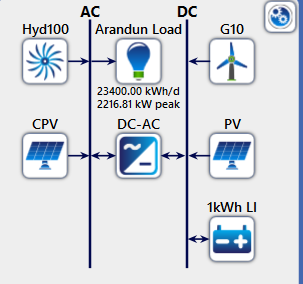 AC DC
Hyd100 Arandun Load G10
23400.00 kWh/d
2216.81 kW peak
CPV DC-AC PV
1kWh LI